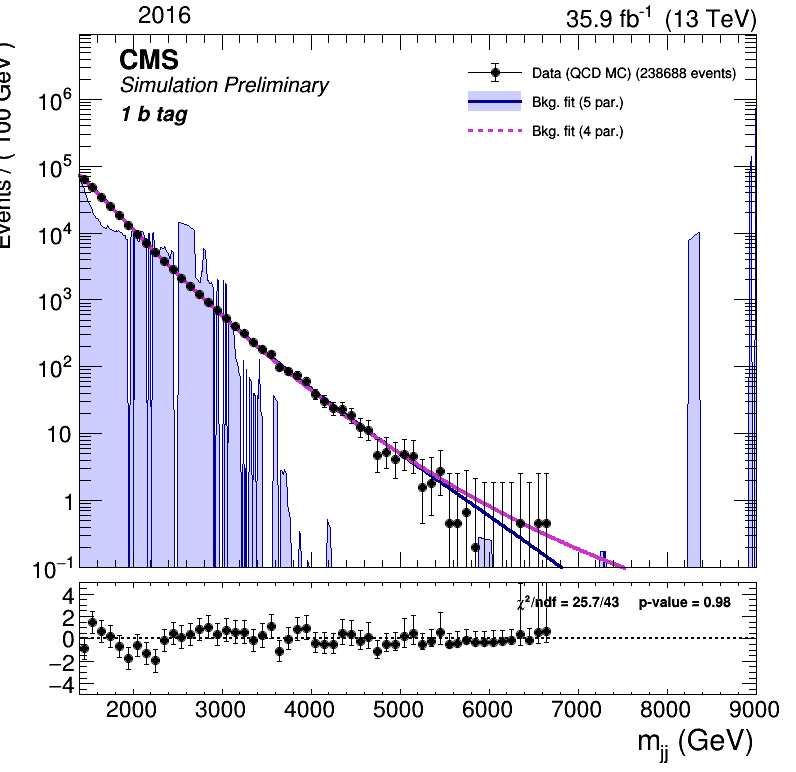 2016 35.9 fb⁻¹ (13 TeV)
CMS
Simulation Preliminary
1 b tag
Data (QCD MC) (238688 events)
Bkg. fit (5 par.)
Bkg. fit (4 par.)
Events / ( 100 GeV )
10⁶
10⁵
10⁴
10³
10²
10
1
10⁻¹
χ²/ndf = 25.7/43 p-value = 0.98
4
2
0
−2
−4
2000 3000 4000 5000 6000 7000 8000 9000
m_jj (GeV)